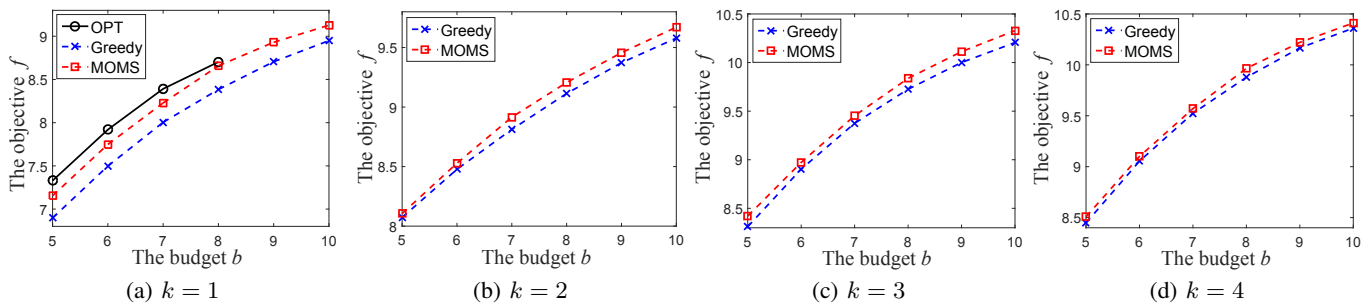 9
8.5
8
7.5
7
OPT
Greedy
MOMS
5 6 7 8 9 10
The budget b
The objective f
(a) k = 1
9.5
9
8.5
8
Greedy
MOMS
5 6 7 8 9 10
The budget b
The objective f
(b) k = 2
10.5
10
9.5
9
8.5
Greedy
MOMS
5 6 7 8 9 10
The budget b
The objective f
(c) k = 3
10
9.5
9
8.5
Greedy
MOMS
5 6 7 8 9 10
The budget b
The objective f
(d) k = 4